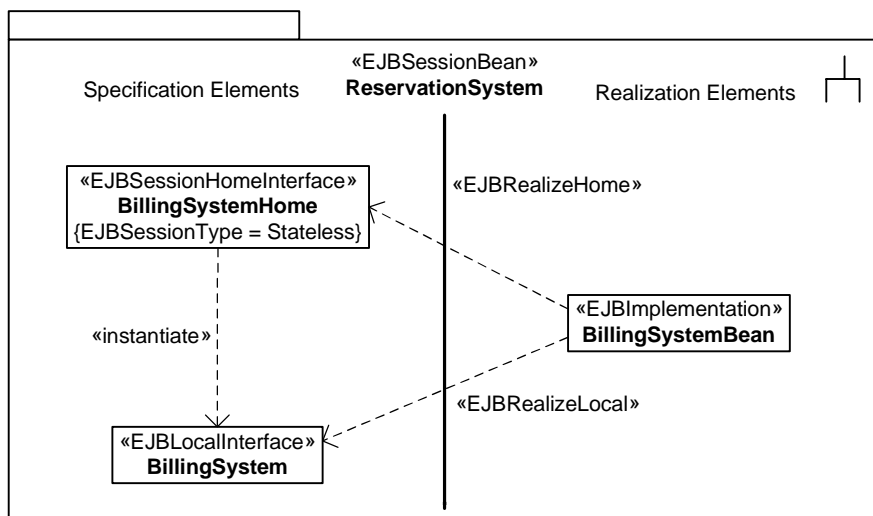 «EJBSessionBean»
ReservationSystem
Specification Elements
Realization Elements
«EJBSessionHomeInterface»
BillingSystemHome
{EJBSessionType = Stateless}
«EJBRealizeHome»
«EJBImplementation»
BillingSystemBean
«instantiate»
«EJBRealizeLocal»
«EJBLocalInterface»
BillingSystem